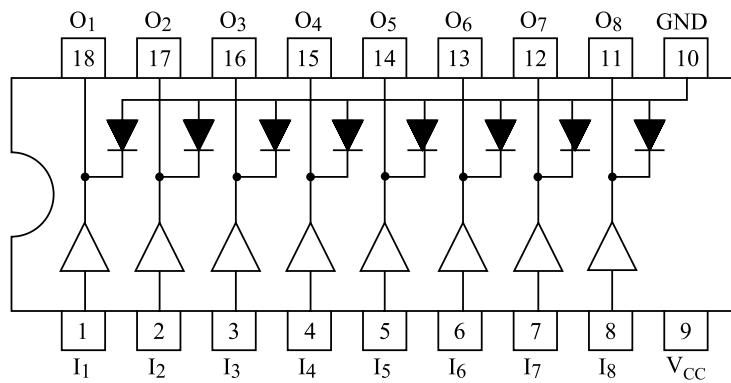 O1 O2 O3 O4 O5 O6 O7 O8 GND
18 17 16 15 14 13 12 11 10
1 2 3 4 5 6 7 8 9
I1 I2 I3 I4 I5 I6 I7 I8 VCC